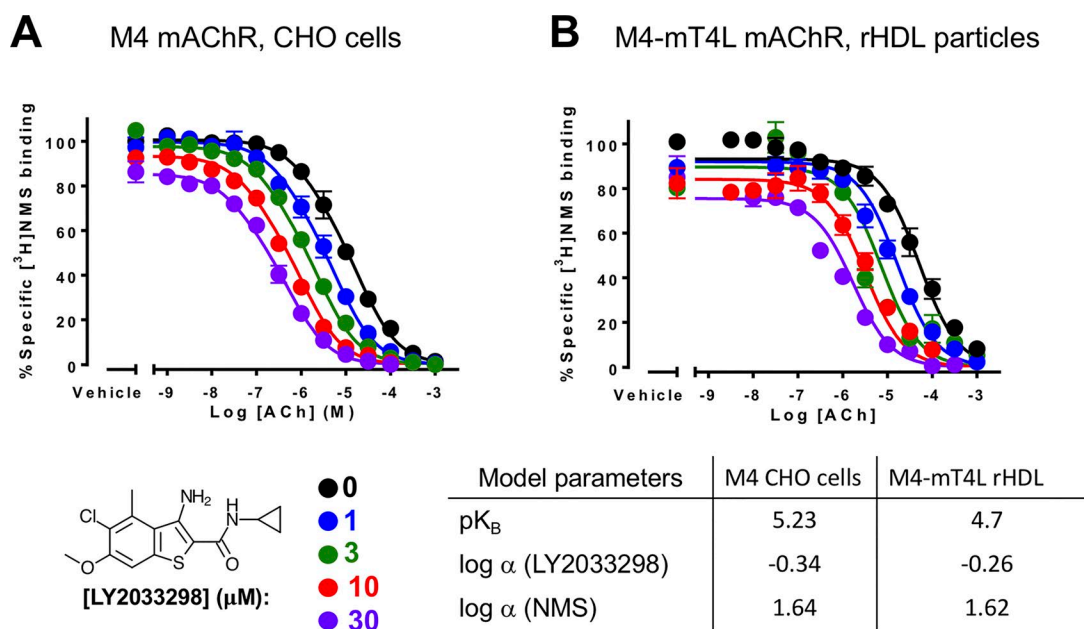 A
M4 mAChR, CHO cells
% Specific [³H]NMS binding
100
80
60
40
20
0
Vehicle
-9 -8 -7 -6 -5 -4 -3
Log [ACh] (M)
B
M4-mT4L mAChR, rHDL particles
% Specific [³H]NMS binding
100
80
60
40
20
0
Vehicle
-9 -8 -7 -6 -5 -4 -3
Log [ACh]
Cl
NH₂
H
N
O
S
O
[LY2033298] (μM):
0
1
3
10
30
Model parameters M4 CHO cells M4-mT4L rHDL
pK_B 5.23 4.7
log α (LY2033298) -0.34 -0.26
log α (NMS) 1.64 1.62